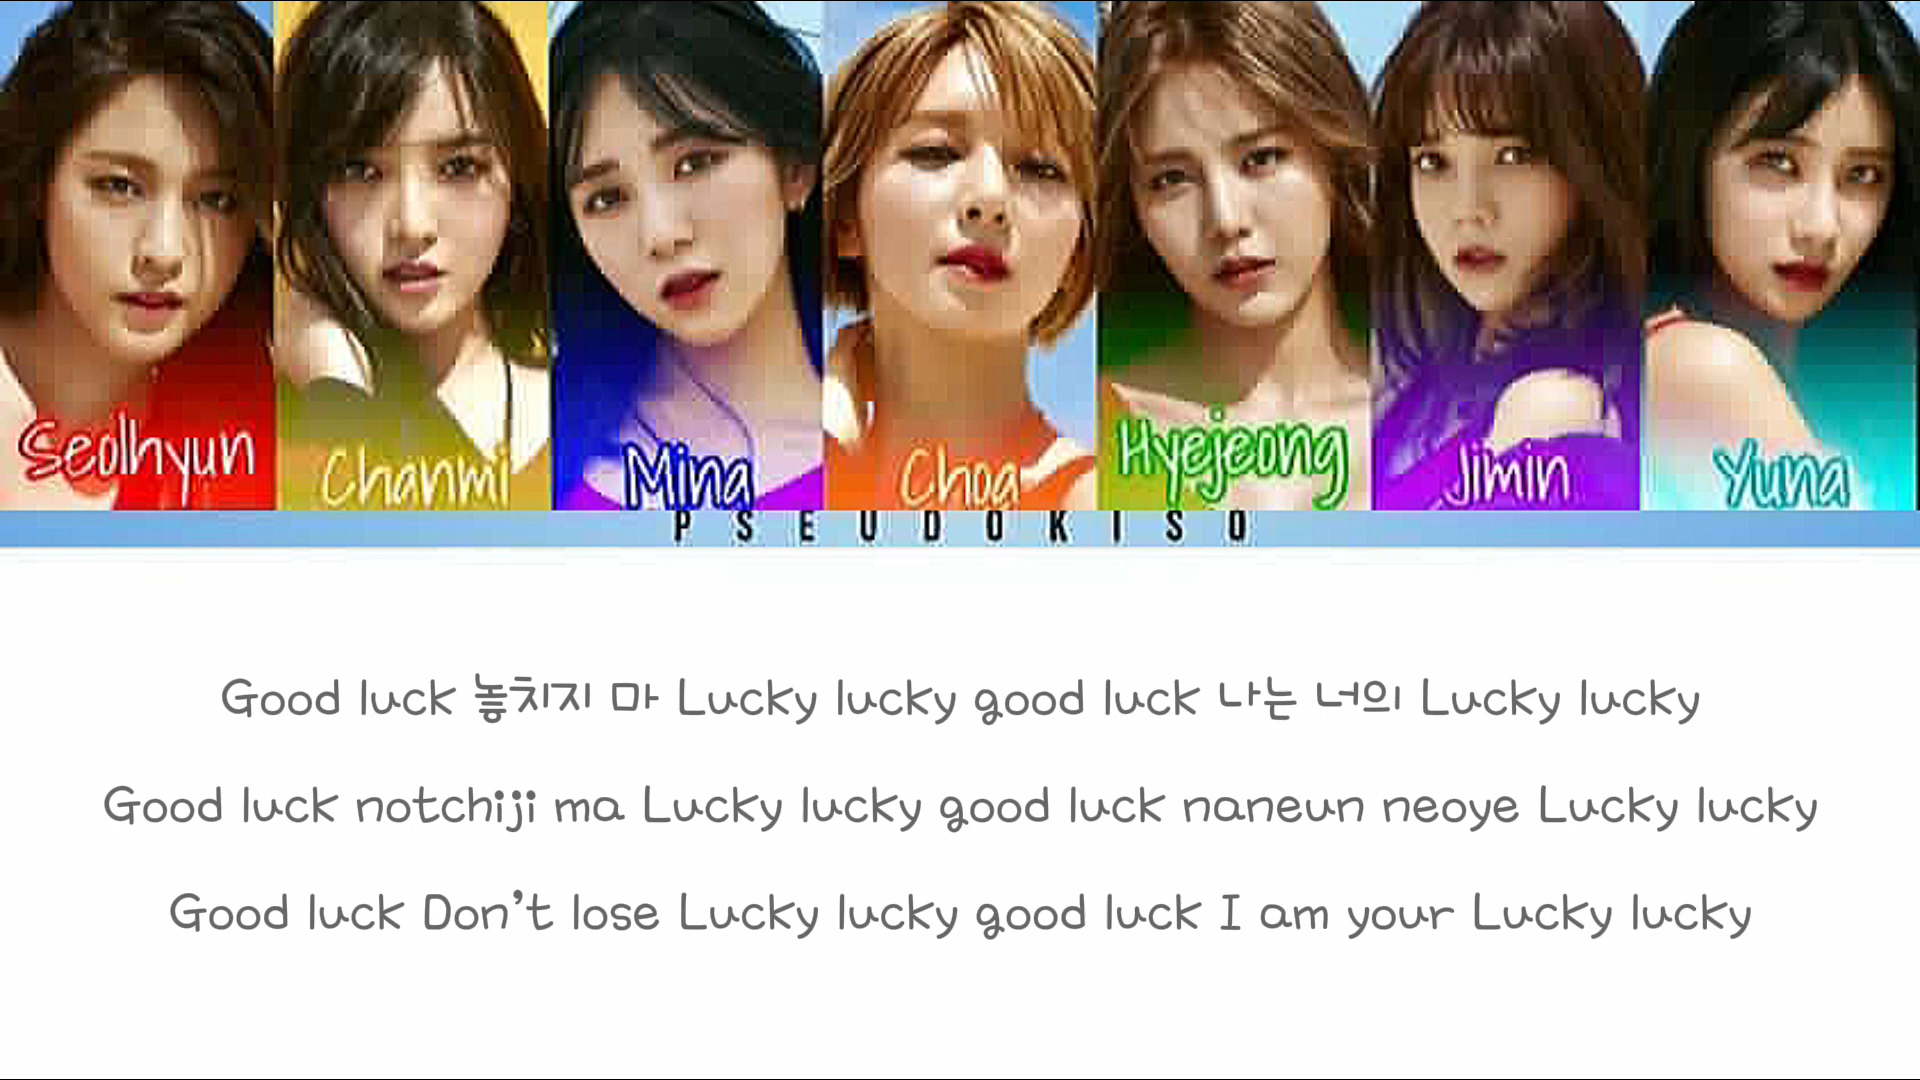 Seolhyun Chanmi Mina Choa Hyejeong Jimin Yuna
PSEUDOKISO
Good luck 놓치지 마 Lucky lucky good luck 나는 너의 Lucky lucky
Good luck notchiji ma Lucky lucky good luck naneun neoye Lucky lucky
Good luck Don't lose Lucky lucky good luck I am your Lucky lucky